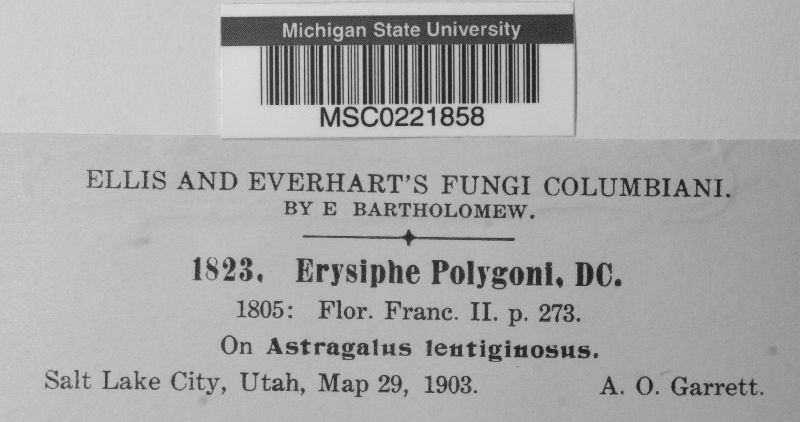 Michigan State University
MSC0221858
ELLIS AND EVERHART'S FUNGI COLUMBIANI.
BY E BARTHOLOMEW.
1823. Erysiphe Polygoni, DC.
1805: Flor. Franc. II. p. 273.
On Astragalus lentiginosus.
Salt Lake City, Utah, Map 29, 1903. A. O. Garrett.